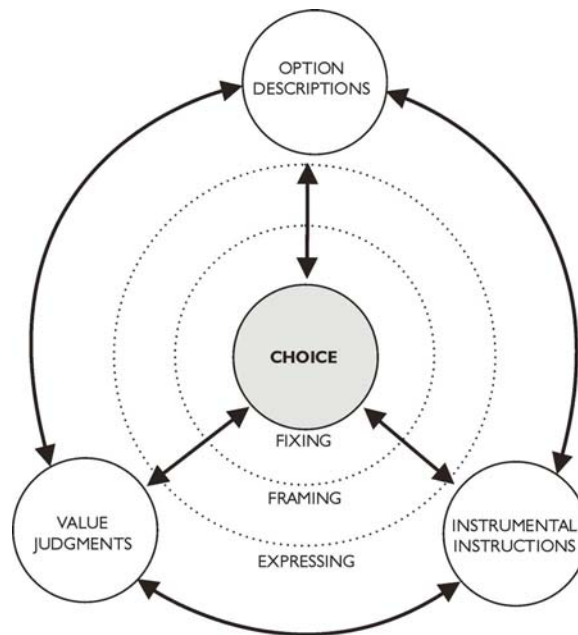 OPTION
DESCRIPTIONS
CHOICE
FIXING
FRAMING
EXPRESSING
VALUE
JUDGMENTS
INSTRUMENTAL
INSTRUCTIONS